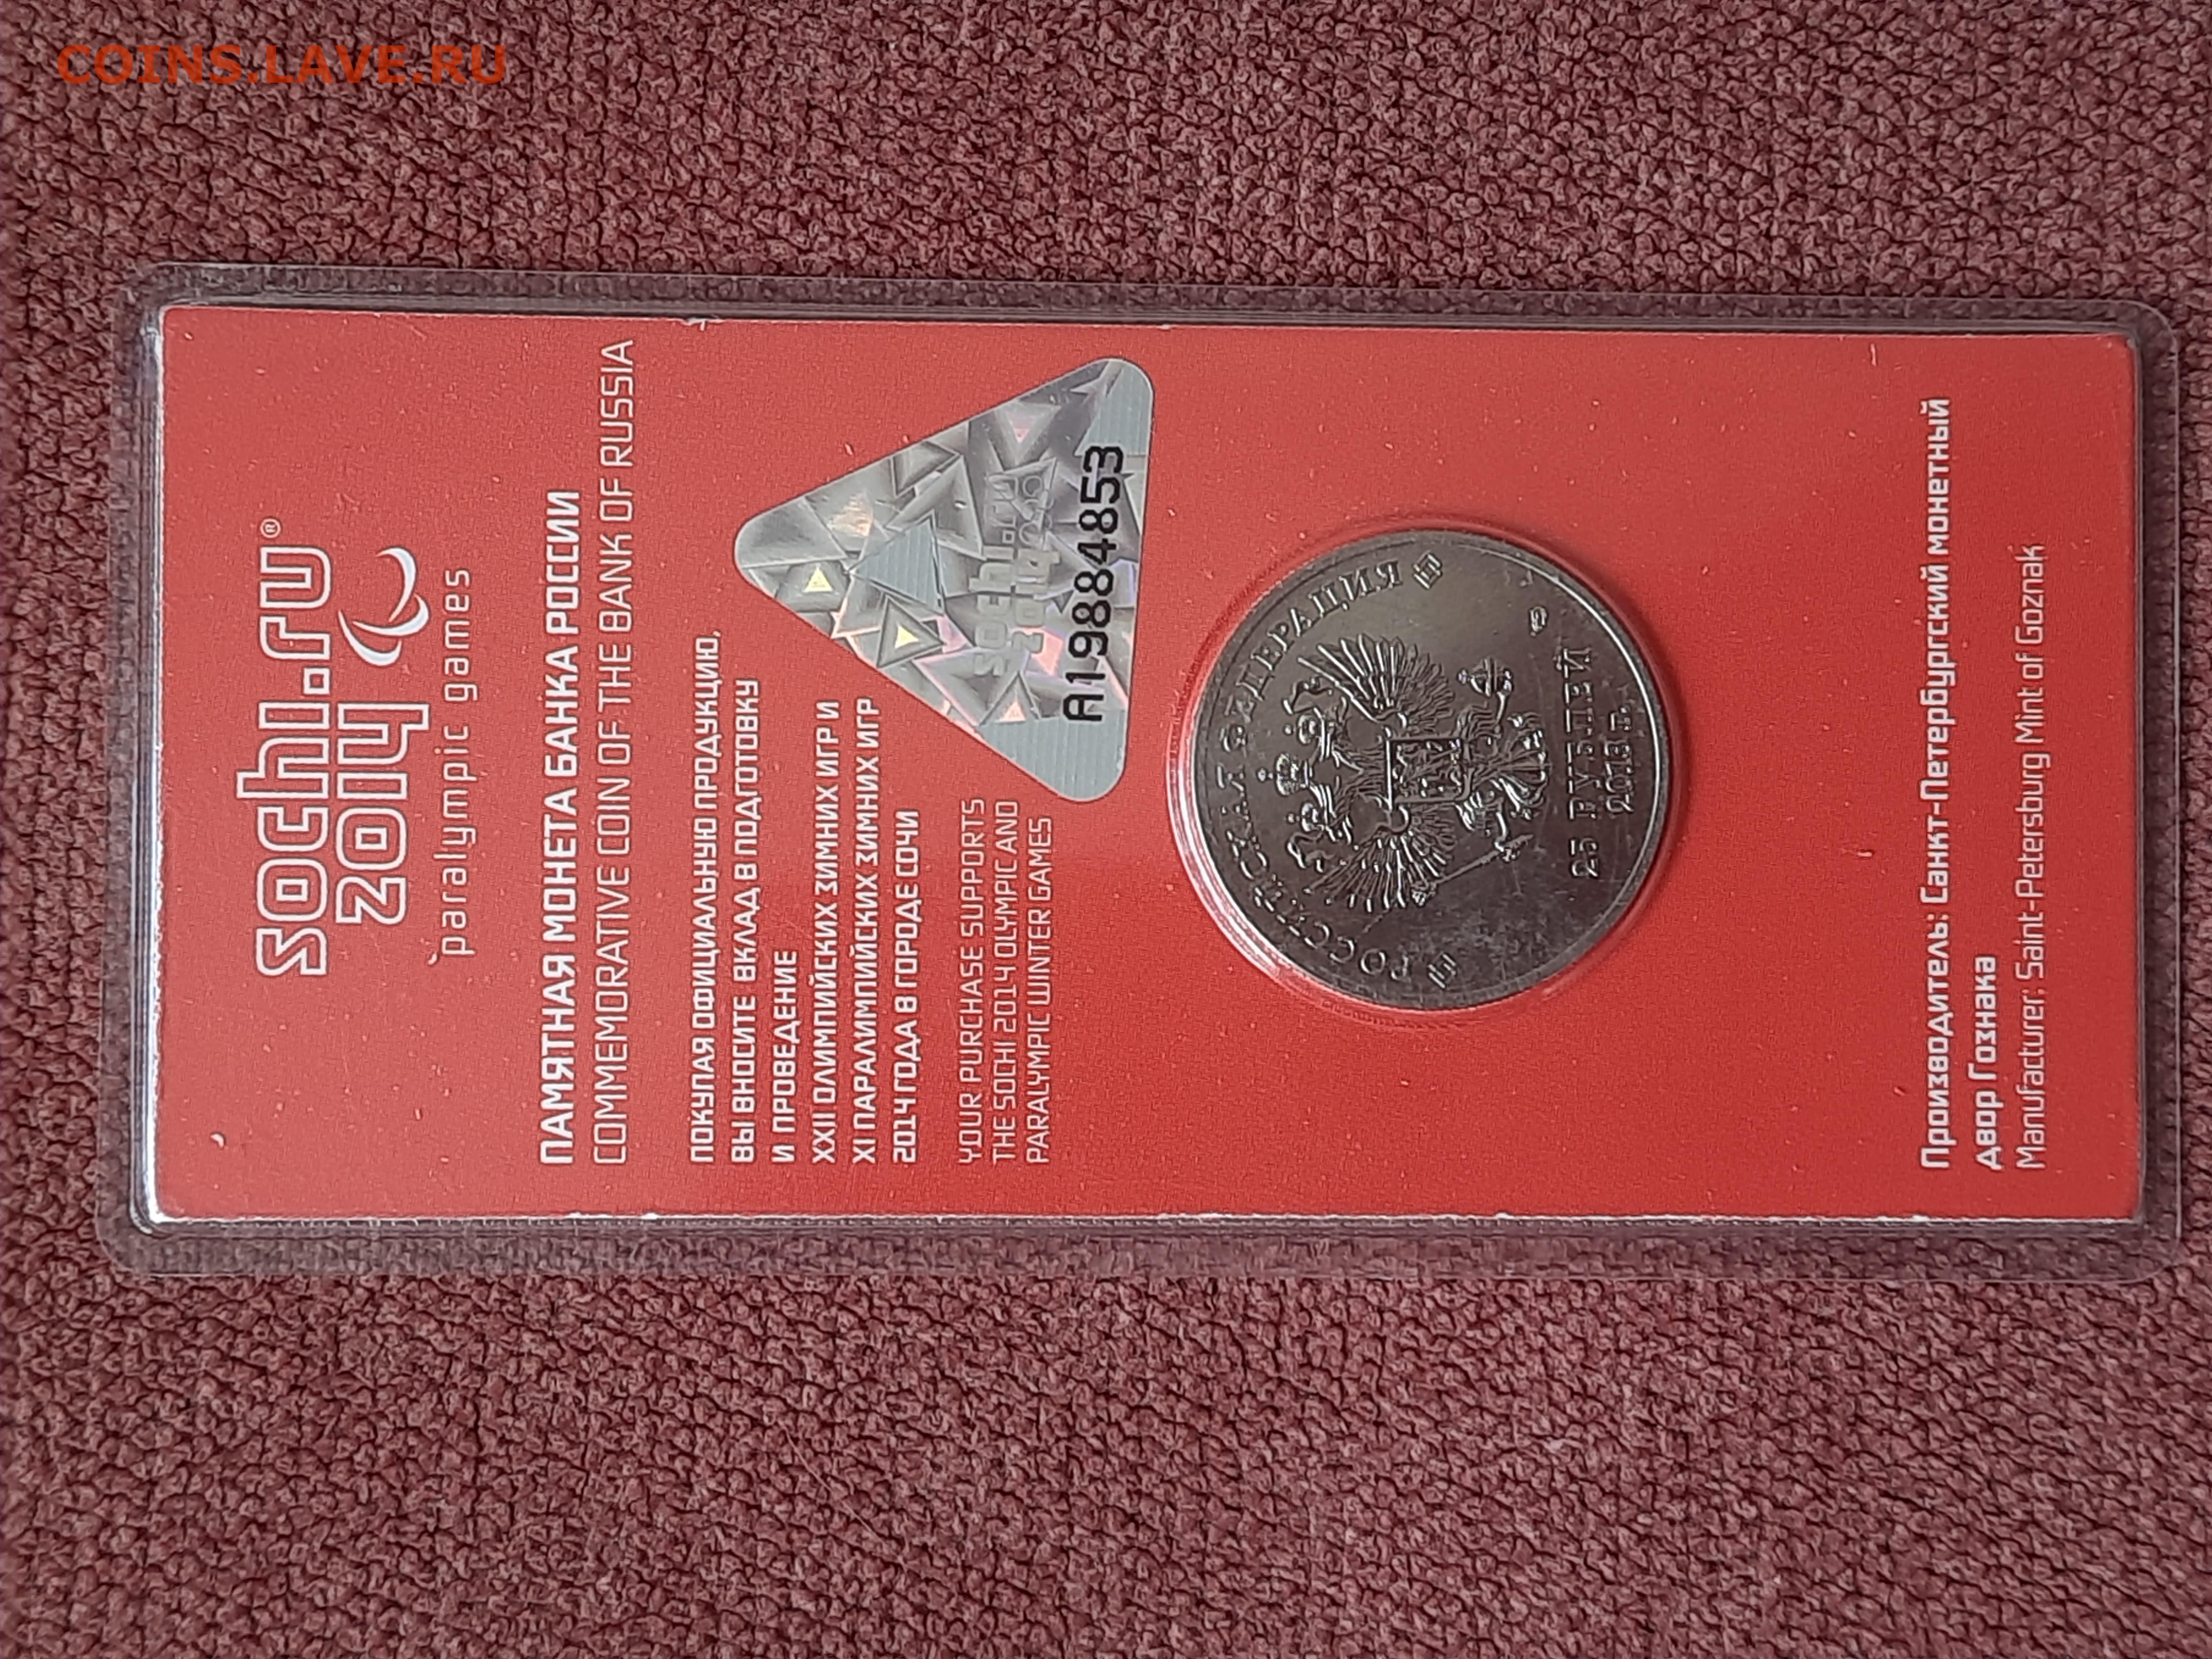 COINS.LAVE.RU
sochi.ru®
2014
paralympic games
ПАМЯТНАЯ МОНЕТА БАНКА РОССИИ
COMMEMORATIVE COIN OF THE BANK OF RUSSIA
ПОКУПАЯ ОФИЦИАЛЬНУЮ ПРОДУКЦИЮ,
ВЫ ВНОСИТЕ ВКЛАД В ПОДГОТОВКУ
И ПРОВЕДЕНИЕ
XXII ОЛИМПИЙСКИХ ЗИМНИХ ИГР И
XI ПАРАЛИМПИЙСКИХ ЗИМНИХ ИГР
2014 ГОДА В ГОРОДЕ СОЧИ
YOUR PURCHASE SUPPORTS
THE SOCHI 2014 OLYMPIC AND
PARALYMPIC WINTER GAMES
sochi.ru
2014
A19884853
РОССИЙСКАЯ ФЕДЕРАЦИЯ
25 РУБЛЕЙ
2013 г.
Производитель: Санкт-Петербургский монетный
двор Гознака
Manufacturer: Saint-Petersburg Mint of Goznak